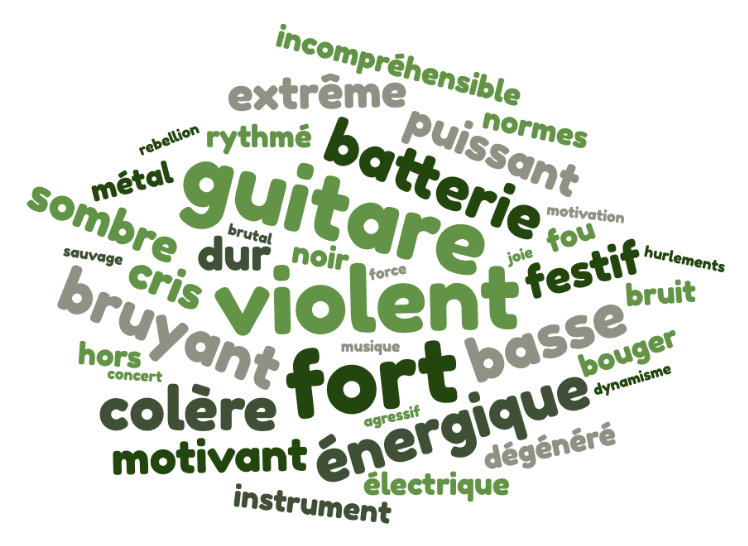 incompréhensible
extrême
puissant
normes
rebellion
rythmé
batterie
métal
guitare
motivation
sombre
brutal
dur
noir
joie
fou
hurlements
sauvage
cris
violent
force
festif
bruit
bruyant
basse
musique
hors
concert
fort
bouger
dynamisme
colère
agressif
énergique
motivant
dégénéré
électrique
instrument